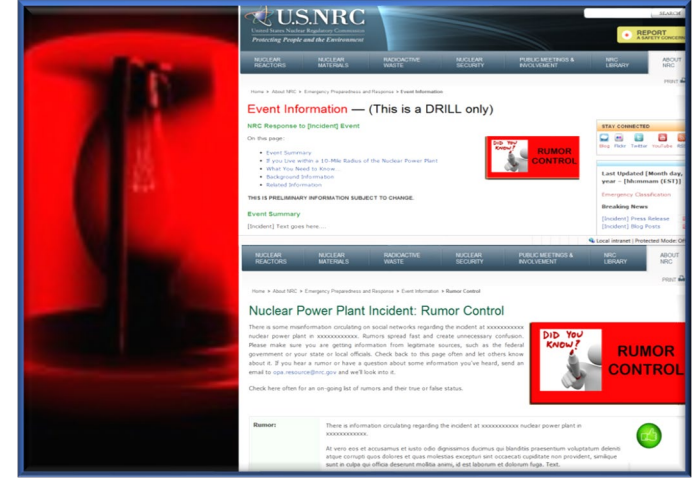 U.S.NRC
SEARCH
United States Nuclear Regulatory Commission
Protecting People and the Environment
REPORT
A SAFETY CONCERN
NUCLEAR REACTORS NUCLEAR MATERIALS RADIOACTIVE WASTE NUCLEAR SECURITY PUBLIC MEETINGS & INVOLVEMENT NRC LIBRARY ABOUT NRC
PRINT
Home > About NRC > Emergency Preparedness and Response > Event Information
Event Information — (This is a DRILL only)
NRC Response to [Incident] Event
On this page:
• Event Summary
• If you Live within a 10-Mile Radius of the Nuclear Power Plant
• What You Need to Know...
• Background Information
• Related Information
THIS IS PRELIMINARY INFORMATION SUBJECT TO CHANGE.
Event Summary
[Incident] Text goes here....
DID YOU KNOW?
RUMOR CONTROL
STAY CONNECTED
Blog Flickr Twitter YouTube
Last Updated [Month day,
year – [hhmmam (EST)]
Emergency Classification
Breaking News
[Incident] Press Release
[Incident] Blog Posts
Local intranet | Protected Mode:
NUCLEAR REACTORS NUCLEAR MATERIALS RADIOACTIVE WASTE NUCLEAR SECURITY PUBLIC MEETINGS & INVOLVEMENT NRC LIBRARY ABOUT NRC
PRINT
Home > About NRC > Emergency Preparedness and Response > Event Information > Rumor Control
Nuclear Power Plant Incident: Rumor Control
There is some misinformation circulating on social networks regarding the incident at xxxxxxxxxxx
nuclear power plant in xxxxxxxxxxxx. Rumors spread fast and create unnecessary confusion.
Please make sure you are getting information from legitimate sources, such as the federal
government or your state or local officials. Check back to this page often and let others know
about it. If you hear a rumor or have a question about some information you've heard, send an
email to opa.resource@nrc.gov and we'll look into it.
Check here often for an on-going list of rumors and their true or false status.
DID YOU KNOW?
RUMOR CONTROL
Rumor: There is information circulating regarding the incident at xxxxxxxxxxx nuclear power plant in
xxxxxxxxxxxx.
At vero eos et accusamus et iusto odio dignissimos ducimus qui blanditiis praesentium voluptatum deleniti
atque corrupti quos dolores et quas molestias excepturi sint occaecati cupiditate non provident, similique
sunt in culpa qui officia deserunt mollitia animi, id est laborum et dolorum fuga. Text.